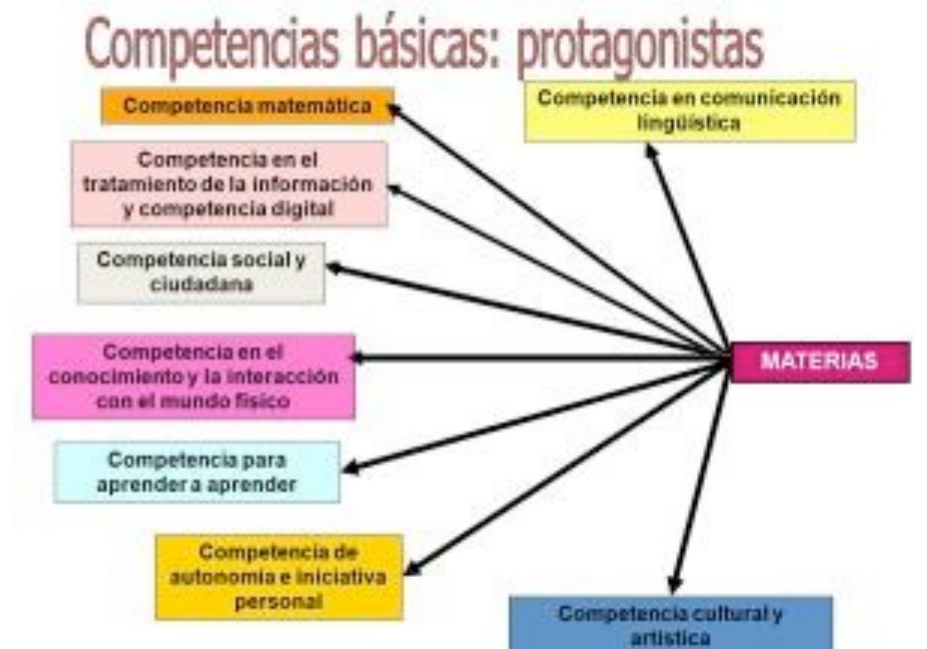 Competencias básicas: protagonistas
Competencia matemática
Competencia en comunicación
lingüística
Competencia en el
tratamiento de la información
y competencia digital
Competencia social y
ciudadana
Competencia en el
conocimiento y la interacción
con el mundo físico
MATERIAS
Competencia para
aprender a aprender
Competencia de
autonomía e iniciativa
personal
Competencia cultural y
artística